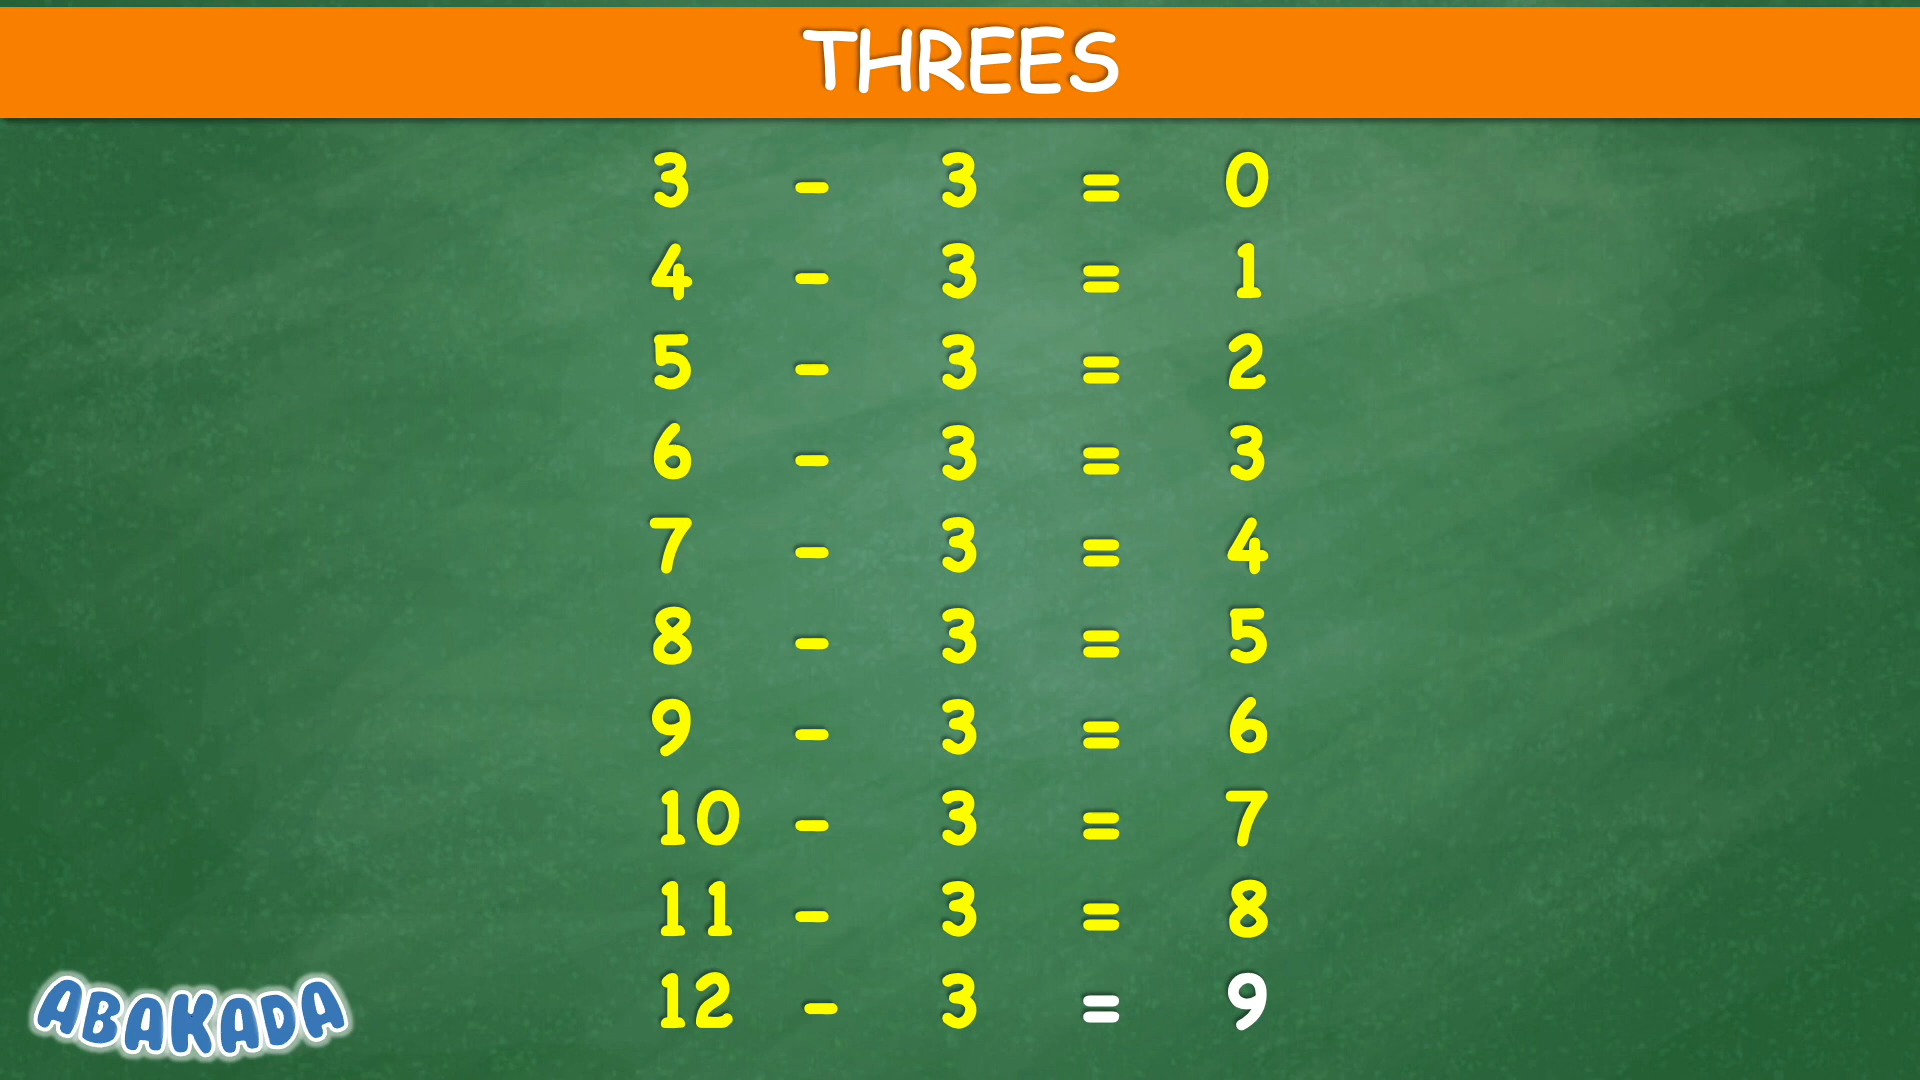 THREES
3 - 3 = 0
4 - 3 = 1
5 - 3 = 2
6 - 3 = 3
7 - 3 = 4
8 - 3 = 5
9 - 3 = 6
10 - 3 = 7
11 - 3 = 8
12 - 3 = 9
ABAKADA